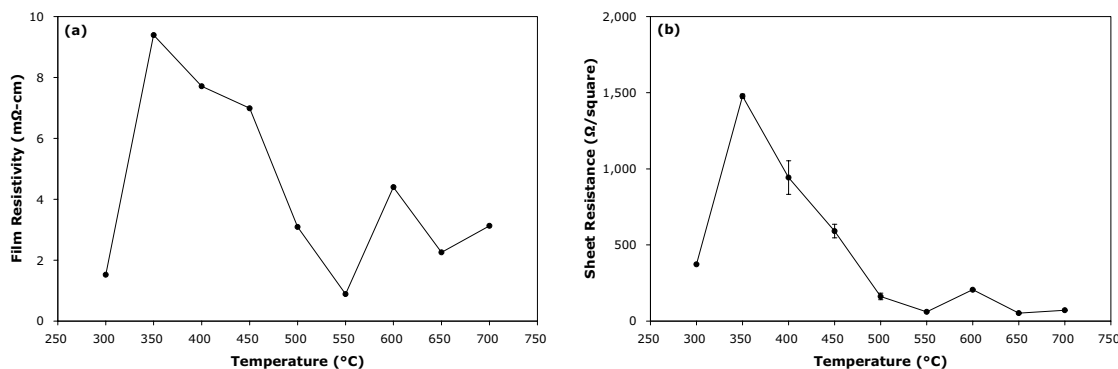 (a)
Film Resistivity (mΩ-cm)
10
8
6
4
2
0
250 300 350 400 450 500 550 600 650 700 750
Temperature (°C)
(b)
Sheet Resistance (Ω/square)
2,000
1,500
1,000
500
0
250 300 350 400 450 500 550 600 650 700 750
Temperature (°C)